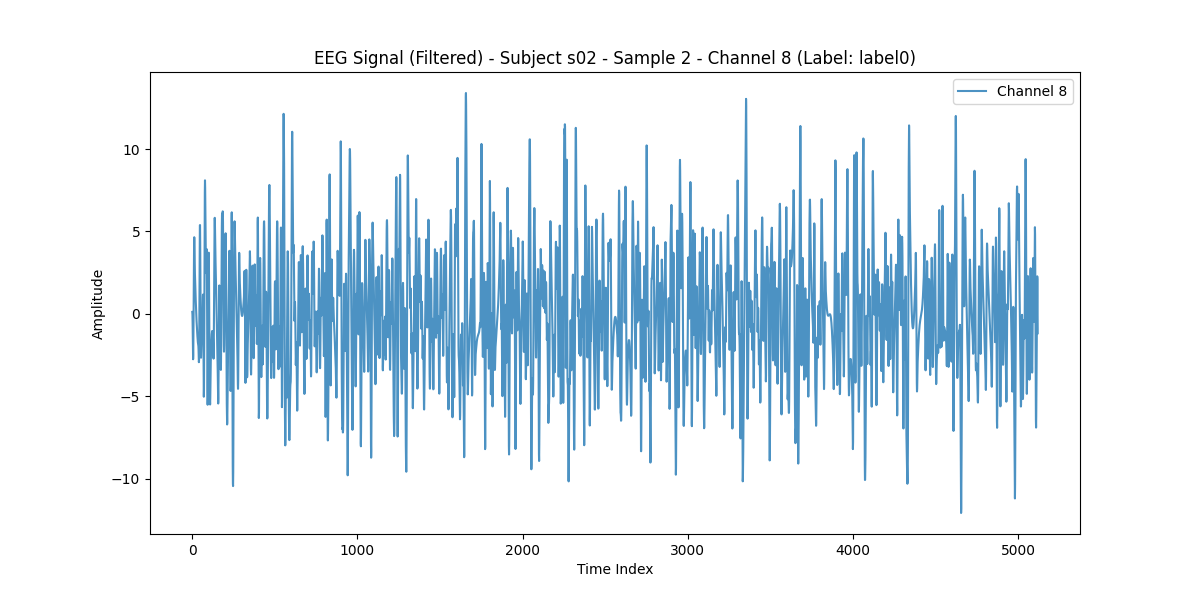 EEG Signal (Filtered) - Subject s02 - Sample 2 - Channel 8 (Label: label0)
Channel 8
Amplitude
10
5
0
−5
−10
0 1000 2000 3000 4000 5000
Time Index